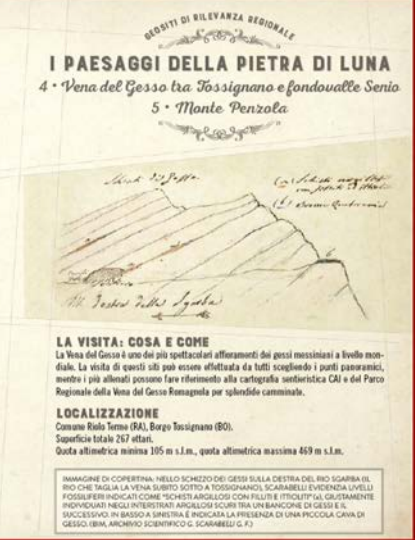 GEOSITI DI RILEVANZA REGIONALE
I PAESAGGI DELLA PIETRA DI LUNA
4 • Vena del Gesso tra Tossignano e fondovalle Senio
5 • Monte Penzola
LA VISITA: COSA E COME
La Vena del Gesso è uno dei più spettacolari affioramenti dei gessi messiniani a livello mon-
diale. La visita di questi siti può essere effettuata da tutti scegliendo i punti panoramici,
mentre i più allenati possono fare riferimento alla cartografia sentieristica CAI e del Parco
Regionale della Vena del Gesso Romagnola per splendide camminate.
LOCALIZZAZIONE
Comune Riolo Terme (RA), Borgo Tossignano (BO).
Superficie totale 267 ettari.
Quota altimetrica minima 105 m s.l.m., quota altimetrica massima 469 m s.l.m.
IMMAGINE DI COPERTINA: NELLO SCHIZZO DEI GESSI SULLA DESTRA DEL RIO SGARBA (IL
RIO CHE TAGLIA LA VENA SUBITO SOTTO A TOSSIGNANO), SCARABELLI EVIDENZIA LIVELLI
FOSSILIFERI INDICATI COME "SCHISTI ARGILLOSI CON FILLITI E ITTIOLITI" (a), GIUSTAMENTE
INDIVIDUATI NEGLI INTERSTRATI ARGILLOSI SCURI TRA UN BANCONE DI GESSO E IL
SUCCESSIVO. IN BASSO A SINISTRA È INDICATA LA PRESENZA DI UNA PICCOLA CAVA DI
GESSO. (BIM, ARCHIVIO SCIENTIFICO G. SCARABELLI G. F.)